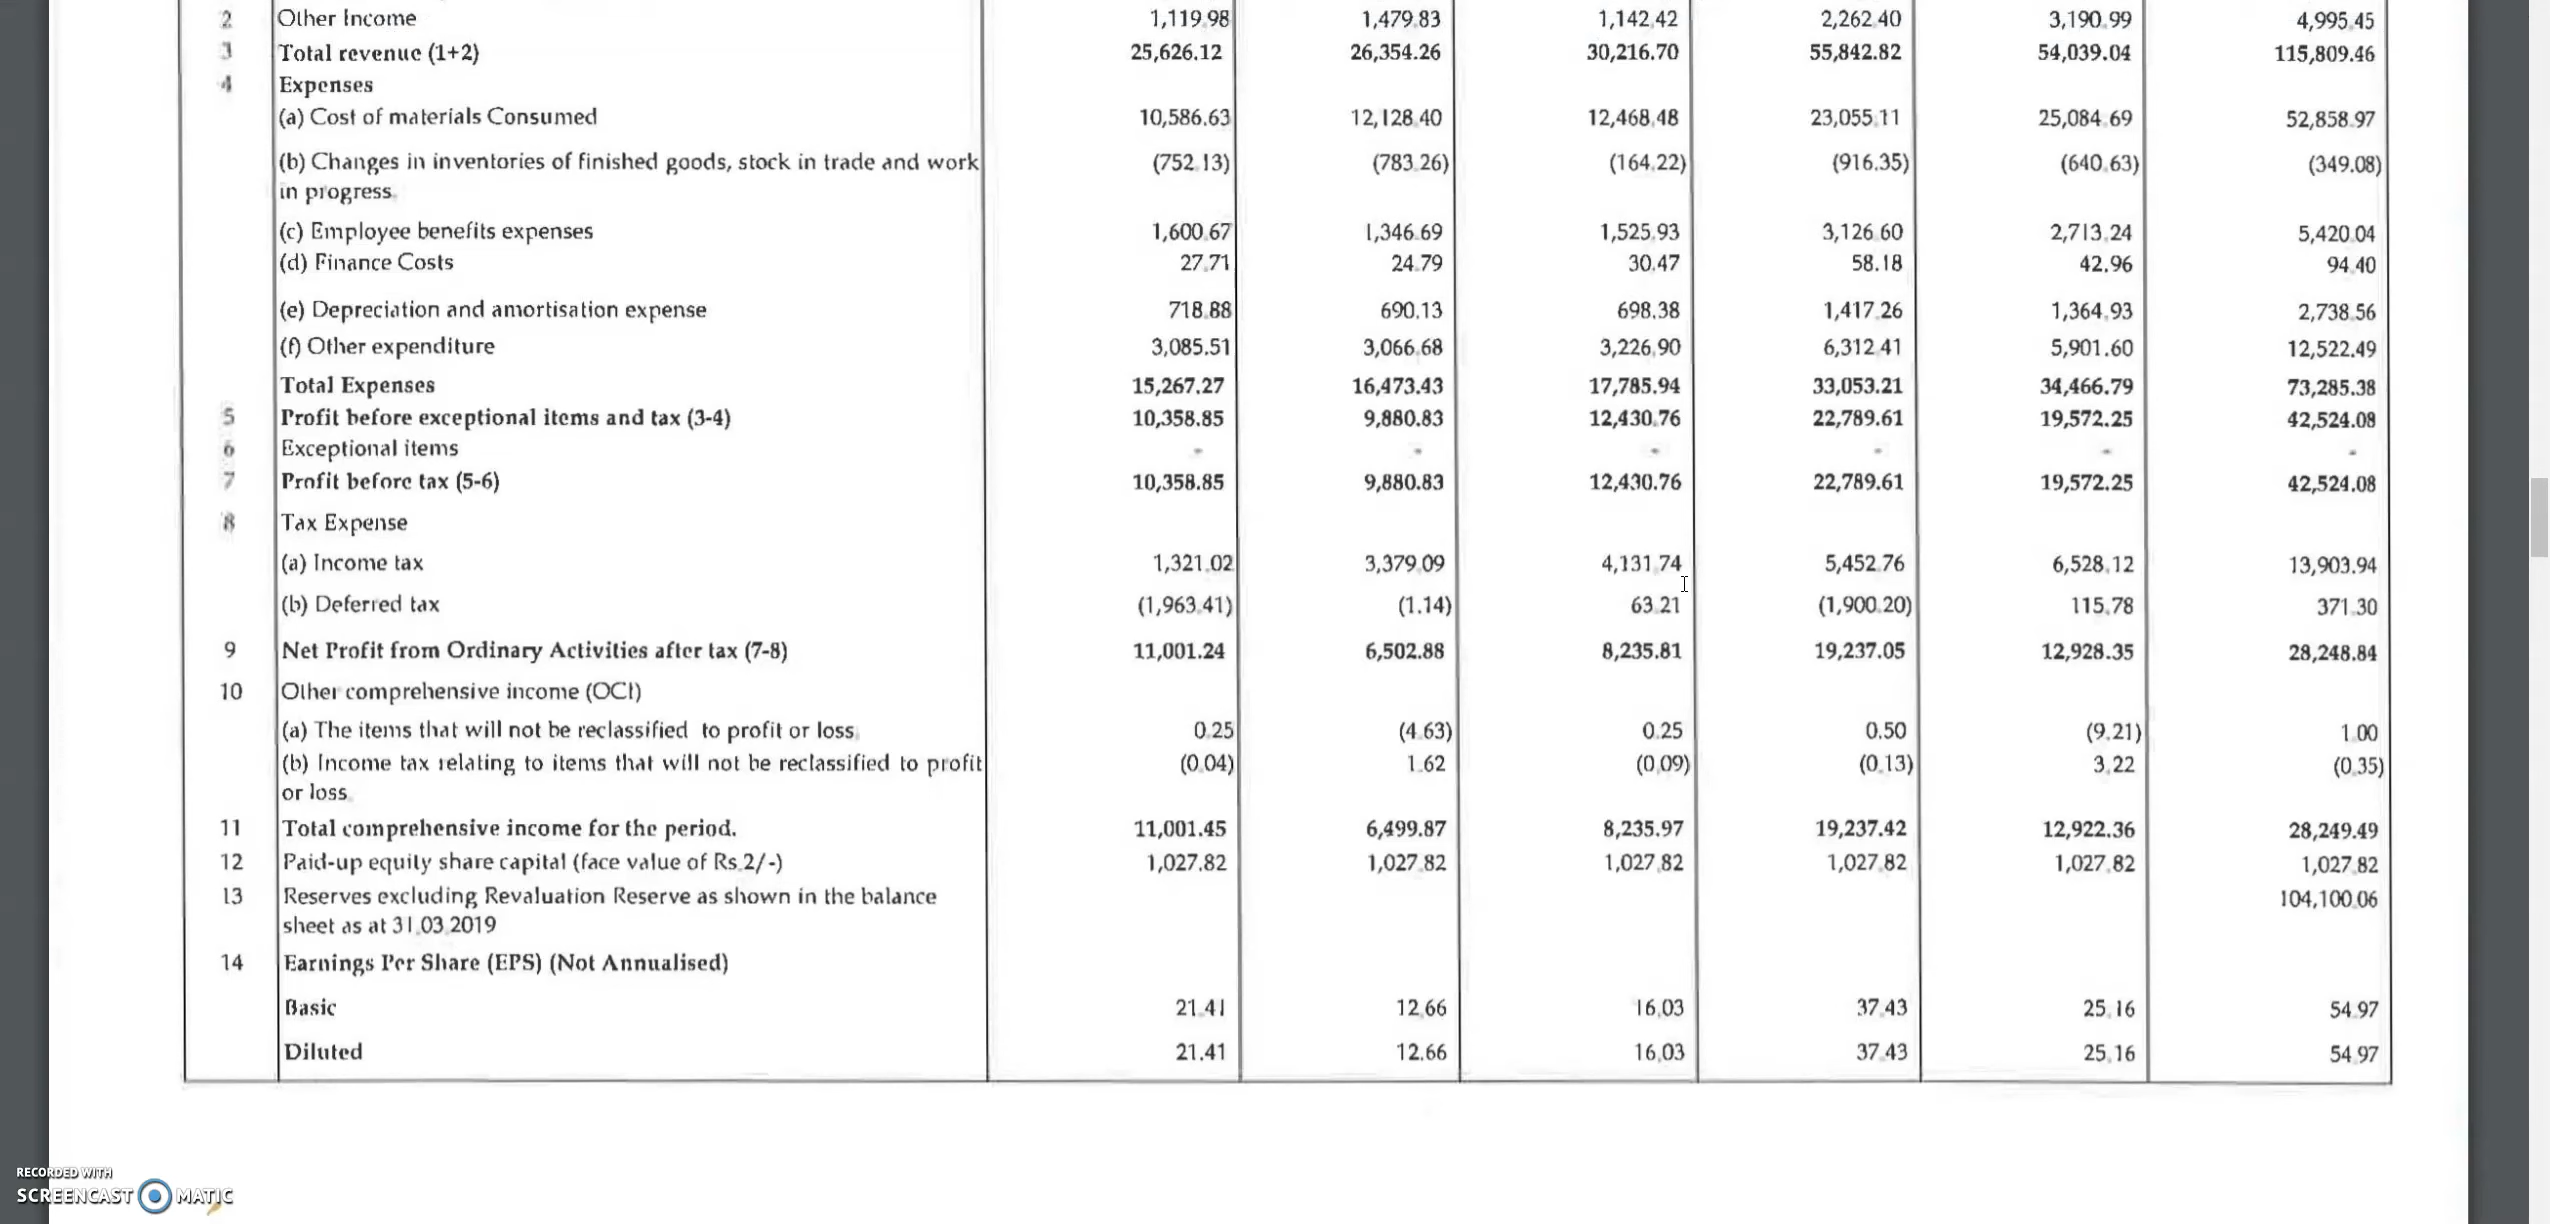 2 Other Income 1,119.98 1,479.83 1,142.42 2,262.40 3,190.99 4,995.45
3 Total revenue (1+2) 25,626.12 26,354.26 30,216.70 55,842.82 54,039.04 115,809.46
4 Expenses
(a) Cost of materials Consumed 10,586.63 12,128.40 12,468.48 23,055.11 25,084.69 52,858.97
(b) Changes in inventories of finished goods, stock in trade and work (752.13) (783.26) (164.22) (916.35) (640.63) (349.08)
in progress.
(c) Employee benefits expenses 1,600.67 1,346.69 1,525.93 3,126.60 2,713.24 5,420.04
(d) Finance Costs 27.71 24.79 30.47 58.18 42.96 94.40
(e) Depreciation and amortisation expense 718.88 690.13 698.38 1,417.26 1,364.93 2,738.56
(f) Other expenditure 3,085.51 3,066.68 3,226.90 6,312.41 5,901.60 12,522.49
Total Expenses 15,267.27 16,473.43 17,785.94 33,053.21 34,466.79 73,285.38
5 Profit before exceptional items and tax (3-4) 10,358.85 9,880.83 12,430.76 22,789.61 19,572.25 42,524.08
6 Exceptional items - - - - - -
7 Profit before tax (5-6) 10,358.85 9,880.83 12,430.76 22,789.61 19,572.25 42,524.08
8 Tax Expense
(a) Income tax 1,321.02 3,379.09 4,131.74 5,452.76 6,528.12 13,903.94
(b) Deferred tax (1,963.41) (1.14) 63.21 (1,900.20) 115.78 371.30
9 Net Profit from Ordinary Activities after tax (7-8) 11,001.24 6,502.88 8,235.81 19,237.05 12,928.35 28,248.84
10 Other comprehensive income (OCI)
(a) The items that will not be reclassified to profit or loss. 0.25 (4.63) 0.25 0.50 (9.21) 1.00
(b) Income tax relating to items that will not be reclassified to profit (0.04) 1.62 (0.09) (0.13) 3.22 (0.35)
or loss.
11 Total comprehensive income for the period. 11,001.45 6,499.87 8,235.97 19,237.42 12,922.36 28,249.49
12 Paid-up equity share capital (face value of Rs.2/-) 1,027.82 1,027.82 1,027.82 1,027.82 1,027.82 1,027.82
13 Reserves excluding Revaluation Reserve as shown in the balance 104,100.06
sheet as at 31.03.2019
14 Earnings Per Share (EPS) (Not Annualised)
Basic 21.41 12.66 16.03 37.43 25.16 54.97
Diluted 21.41 12.66 16.03 37.43 25.16 54.97
RECORDED WITH
SCREENCAST MATIC